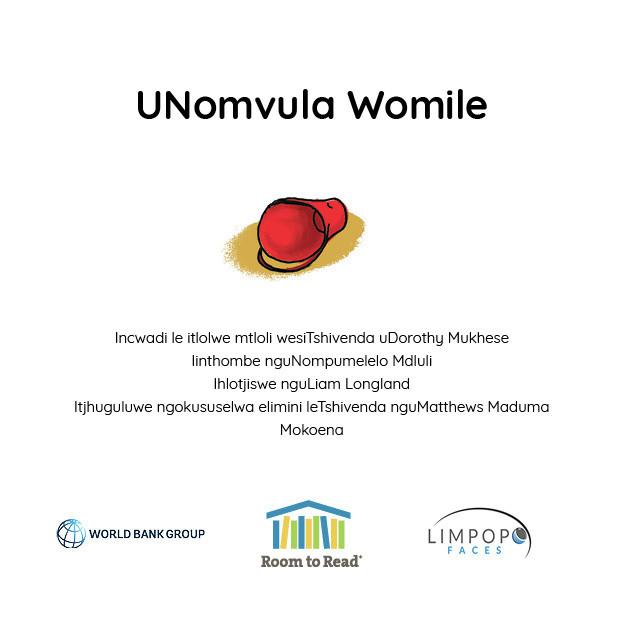 UNomvula Womile
Incwadi le itlolwe mtloli wesiTshivenda uDorothy Mukhese
Iinthombe nguNompumelelo Mdluli
Ihlotjiswe nguLiam Longland
Itjhuguluwe ngokususelwa elimini leTshivenda nguMatthews Maduma
Mokoena
WORLD BANK GROUP
Room to Read®
LIMPOPO
FACES